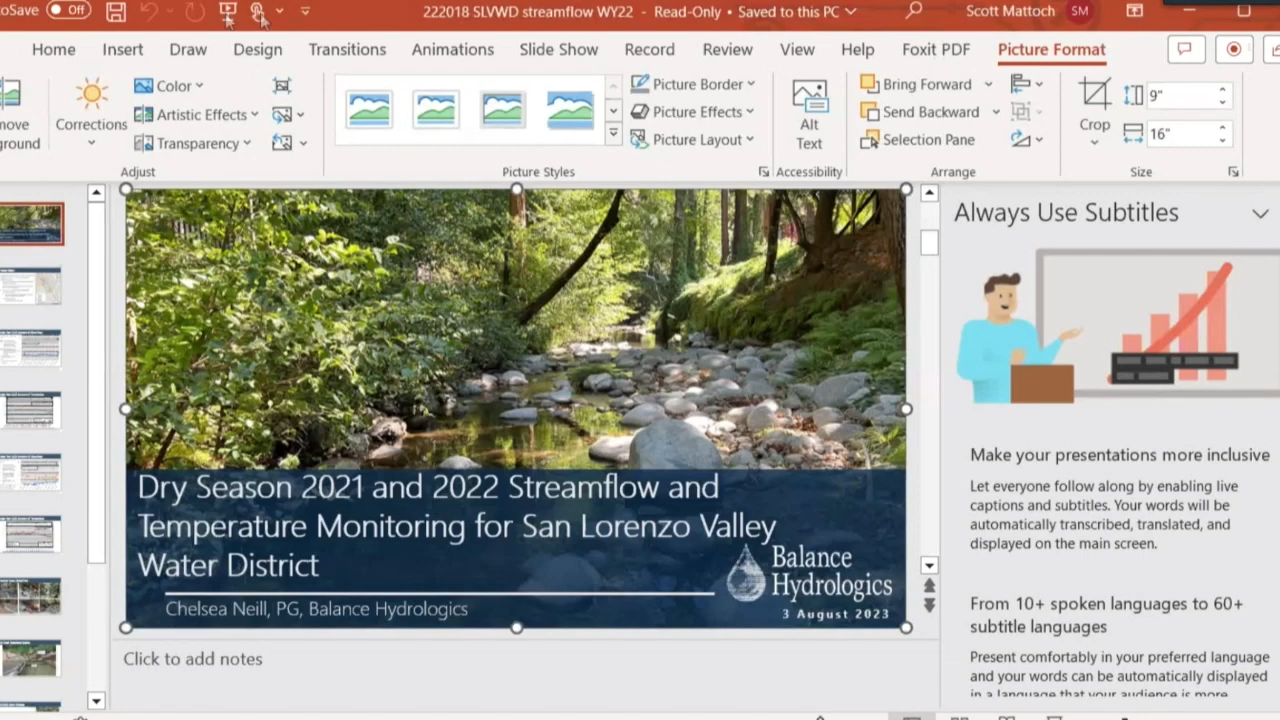 Off
222018 SLVWD streamflow WY22 - Read-Only • Saved to this PC
Scott Mattoch
SM
Home Insert Draw Design Transitions Animations Slide Show Record Review View Help Foxit PDF Picture Format
Corrections
Color
Artistic Effects
Transparency
Adjust
Picture Border
Picture Effects
Picture Layout
Picture Styles
Alt
Text
Accessibility
Bring Forward
Send Backward
Selection Pane
Arrange
Crop
9"
16"
Size
Dry Season 2021 and 2022 Streamflow and
Temperature Monitoring for San Lorenzo Valley
Water District
Chelsea Neill, PG, Balance Hydrologics
Balance
Hydrologics
3 August 2023
Click to add notes
Always Use Subtitles
Make your presentations more inclusive
Let everyone follow along by enabling live
captions and subtitles. Your words will be
automatically transcribed, translated, and
displayed on the main screen.
From 10+ spoken languages to 60+
subtitle languages
Present comfortably in your preferred language
and your words can be automatically displayed
in a language that your audience is more